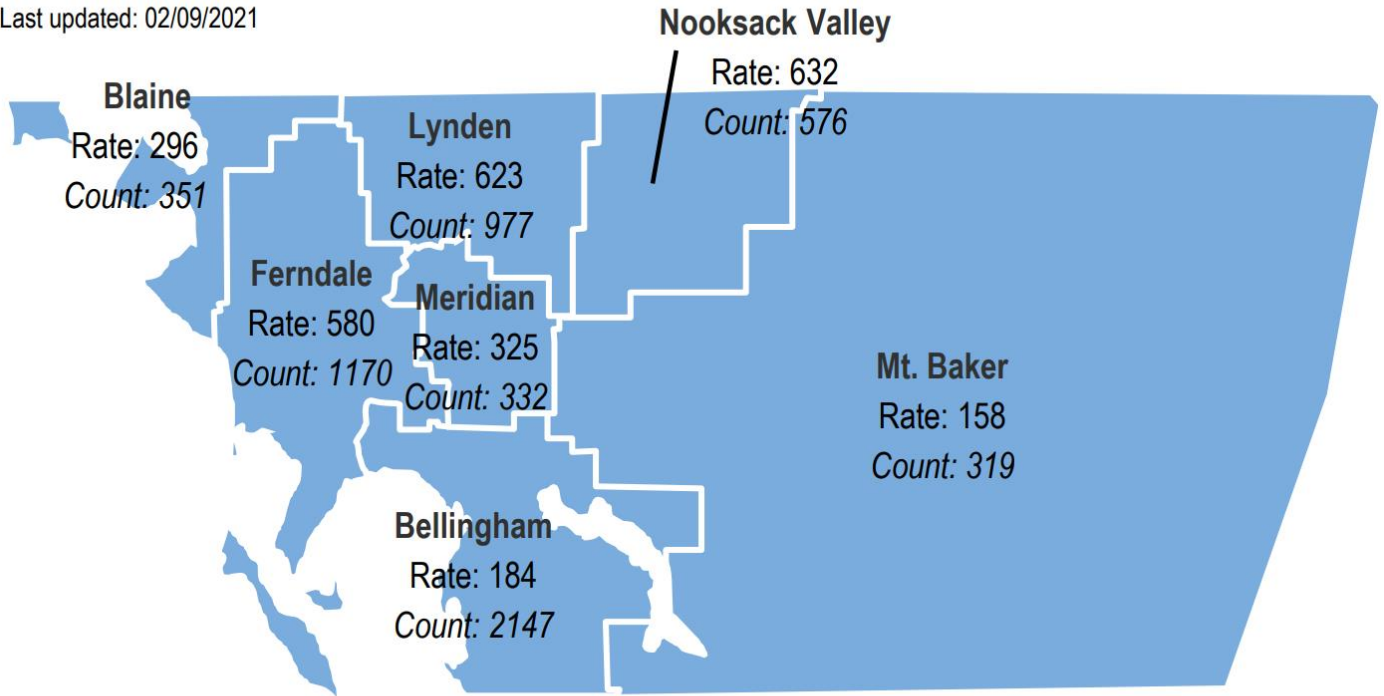 Last updated: 02/09/2021
Nooksack Valley
Rate: 632
Count: 576
Blaine
Rate: 296
Count: 351
Lynden
Rate: 623
Count: 977
Ferndale
Rate: 580
Count: 1170
Meridian
Rate: 325
Count: 332
Mt. Baker
Rate: 158
Count: 319
Bellingham
Rate: 184
Count: 2147